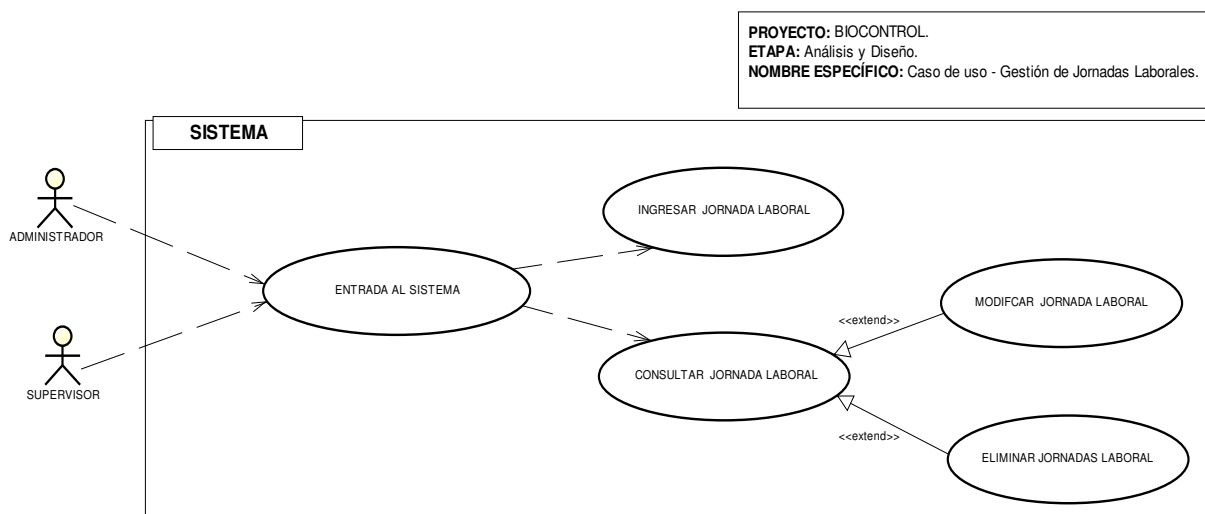 PROYECTO: BIOCONTROL.
ETAPA: Análisis y Diseño.
NOMBRE ESPECÍFICO: Caso de uso - Gestión de Jornadas Laborales.
SISTEMA
ADMINISTRADOR
SUPERVISOR
ENTRADA AL SISTEMA
INGRESAR JORNADA LABORAL
CONSULTAR JORNADA LABORAL
<<extend>>
MODIFCAR JORNADA LABORAL
<<extend>>
ELIMINAR JORNADAS LABORAL